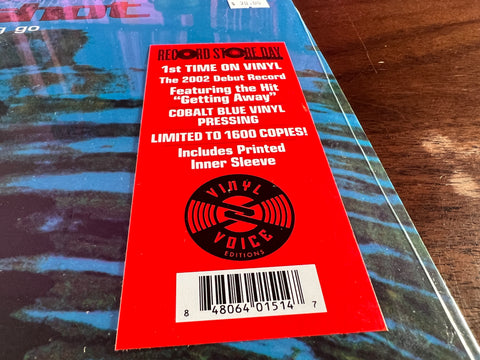 g go
RECORD STORE DAY
1st TIME ON VINYL
The 2002 Debut Record
Featuring the Hit
"Getting Away"
COBALT BLUE VINYL
PRESSING
LIMITED TO 1600 COPIES!
Includes Printed
Inner Sleeve
VINYL
VOICE
EDITIONS
8 48064 01514 7